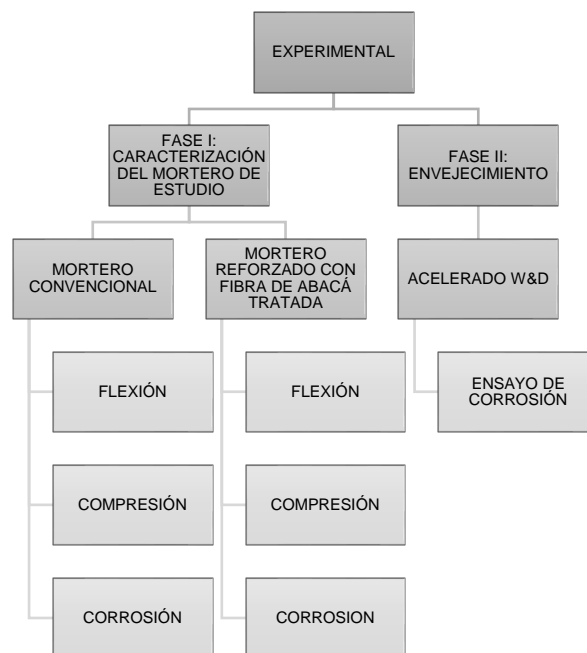 EXPERIMENTAL
FASE I:
CARACTERIZACIÓN
DEL MORTERO DE
ESTUDIO
FASE II:
ENVEJECIMIENTO
MORTERO
CONVENCIONAL
MORTERO
REFORZADO CON
FIBRA DE ABACÁ
TRATADA
ACELERADO W&D
FLEXIÓN
FLEXIÓN
ENSAYO DE
CORROSIÓN
COMPRESIÓN
COMPRESIÓN
CORROSIÓN
CORROSION